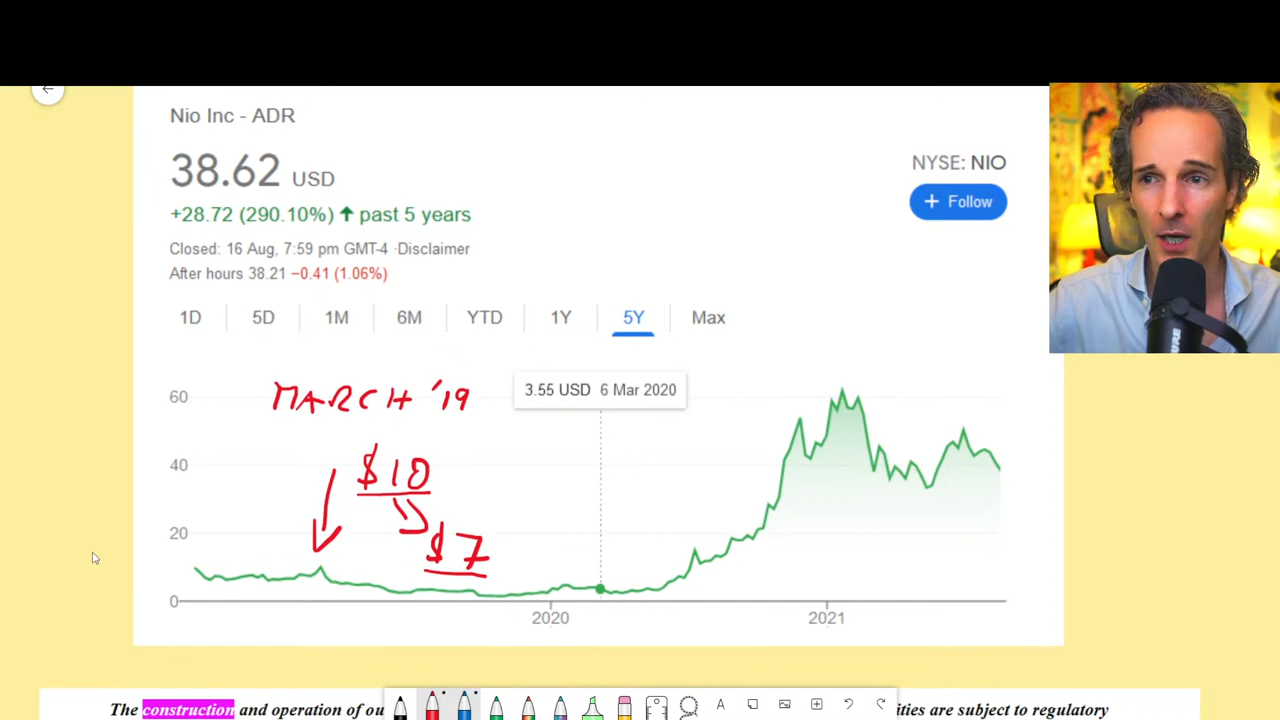 Nio Inc - ADR
38.62 USD
NYSE: NIO
+ Follow
+28.72 (290.10%) ↑ past 5 years
Closed: 16 Aug, 7:59 pm GMT-4 ·Disclaimer
After hours 38.21 −0.41 (1.06%)
1D 5D 1M 6M YTD 1Y 5Y Max
3.55 USD 6 Mar 2020
60
MARCH '19
40
$10
20
$7
0
2020 2021
The construction and operation of ou
ities are subject to regulatory
A